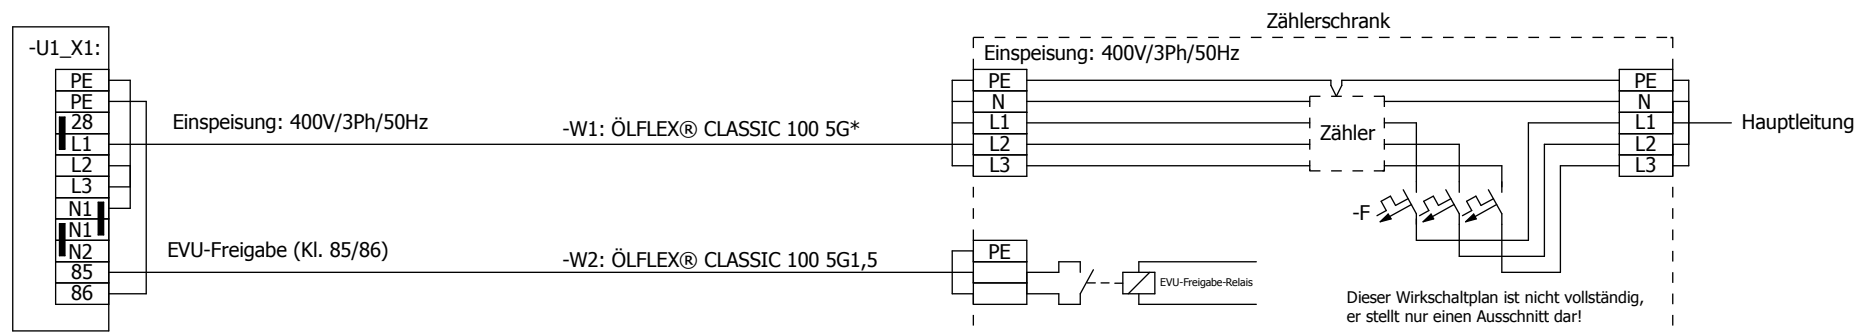 Zählerschrank
-U1_X1:
PE
PE
28
L1
L2
L3
N1
N1
N2
85
86
Einspeisung: 400V/3Ph/50Hz
-W1: ÖLFLEX® CLASSIC 100 5G*
EVU-Freigabe (Kl. 85/86)
-W2: ÖLFLEX® CLASSIC 100 5G1,5
Einspeisung: 400V/3Ph/50Hz
PE
N
L1
L2
L3
Zähler
PE
N
L1
L2
L3
Hauptleitung
-F
PE
EVU-Freigabe-Relais
Dieser Wirkschaltplan ist nicht vollständig,
er stellt nur einen Ausschnitt dar!